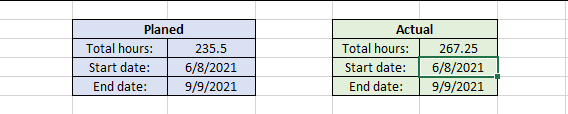 Planed Actual
Total hours: 235.5 Total hours: 267.25
Start date: 6/8/2021 Start date: 6/8/2021
End date: 9/9/2021 End date: 9/9/2021